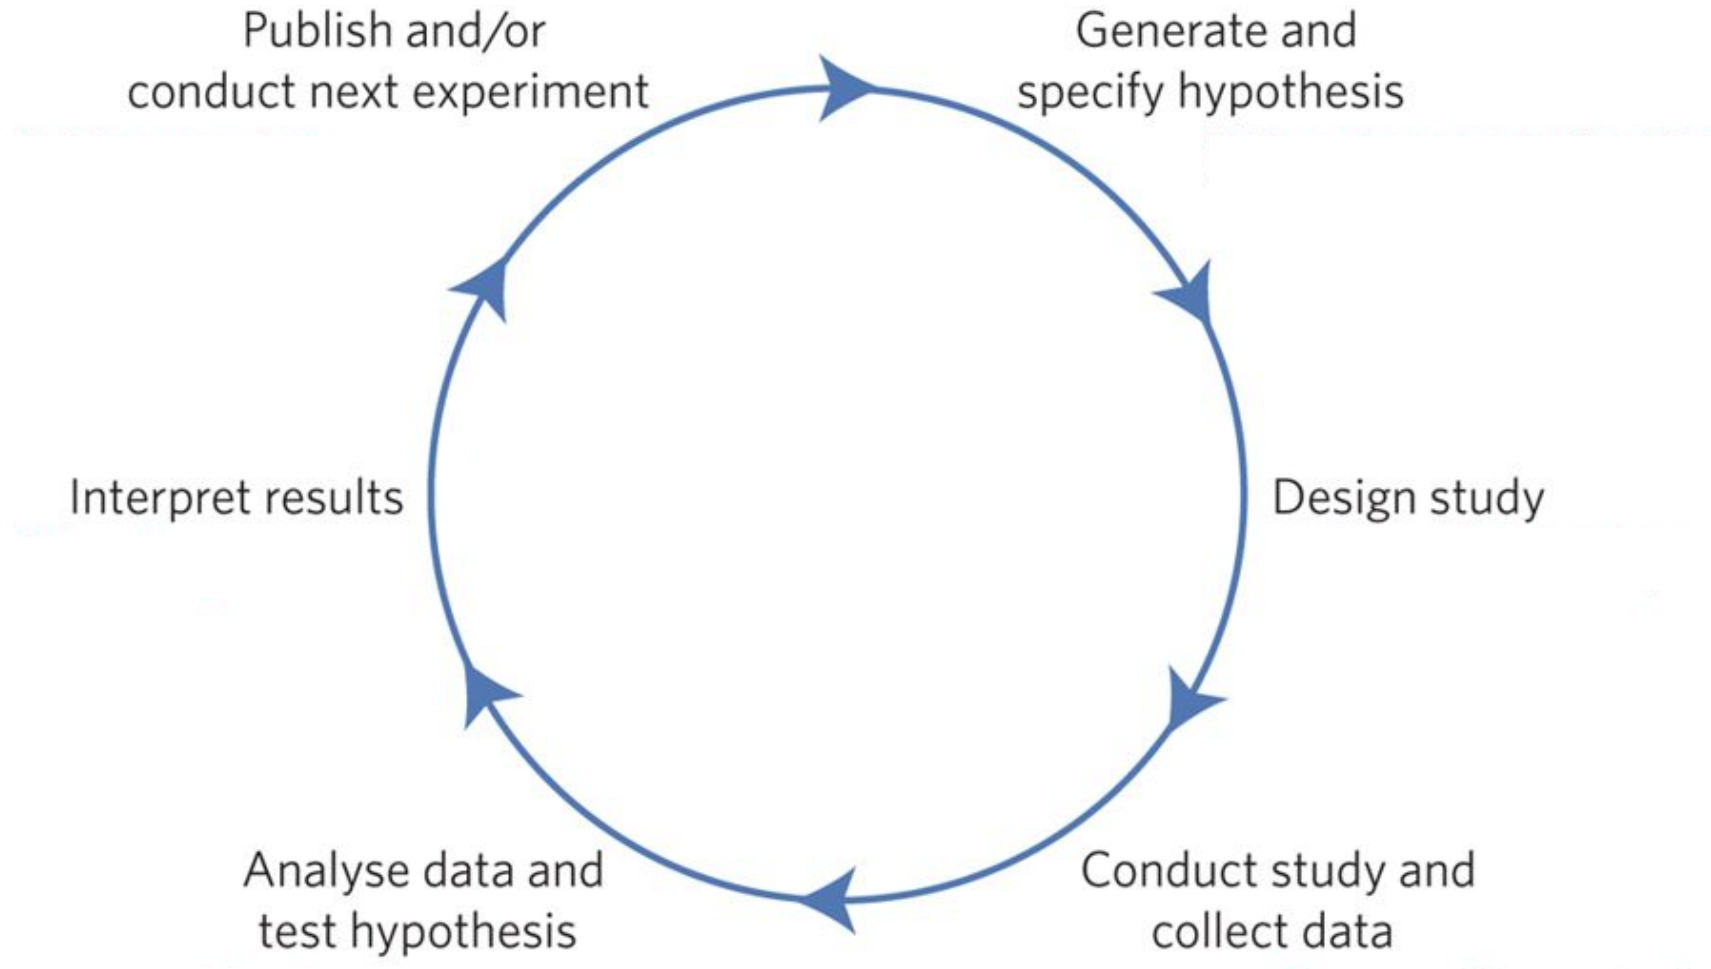 Publish and/or
conduct next experiment
Generate and
specify hypothesis
Interpret results
Design study
Analyse data and
test hypothesis
Conduct study and
collect data